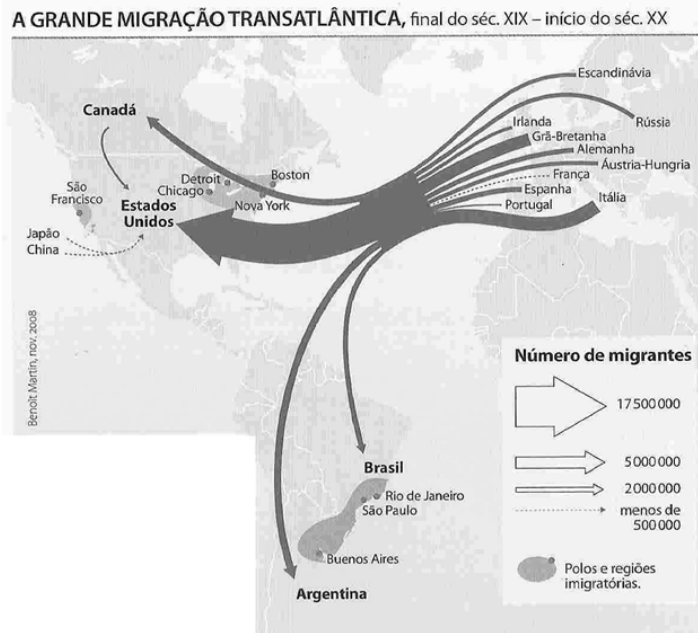 A GRANDE MIGRAÇÃO TRANSATLÂNTICA, final do séc. XIX – início do séc. XX
Escandinávia
Canadá
Irlanda
Rússia
Grã-Bretanha
Alemanha
Detroit
Boston
Áustria-Hungria
Chicago
França
São
Francisco
Estados
Unidos
Nova York
Espanha
Portugal
Itália
Japão
China
Benoît Martin, nov. 2008
Número de migrantes
17 500 000
5 000 000
2 000 000
menos de
500 000
Brasil
Rio de Janeiro
São Paulo
Buenos Aires
Polos e regiões
imigratórias.
Argentina